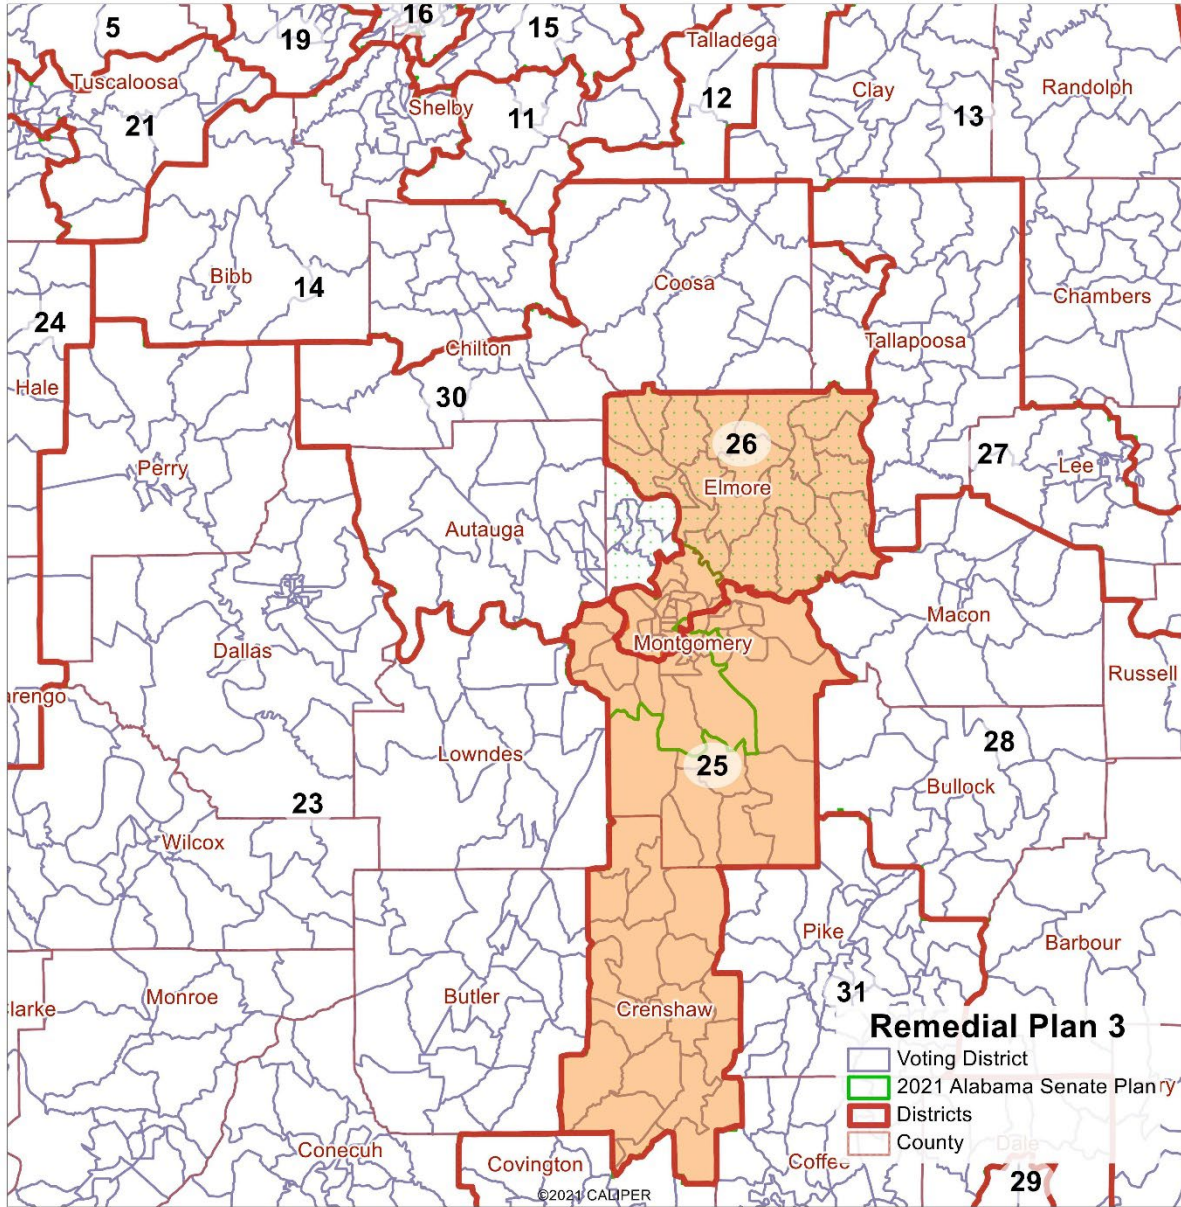 5
19
16
15
Talladega
Tuscaloosa
21
Shelby
11
12
Clay
13
Randolph
Bibb
14
Coosa
Chambers
24
Hale
Chilton
30
Tallapoosa
26
Elmore
27
Lee
Perry
Autauga
Dallas
Montgomery
Macon
Russell
arengo
Lowndes
25
28
Bullock
23
Wilcox
Pike
Barbour
31
larke
Monroe
Butler
Crenshaw
Remedial Plan 3
Voting District
2021 Alabama Senate Plan
ry
Districts
County
Dale
Conecuh
Covington
Coffee
29
©2021 CALIPER